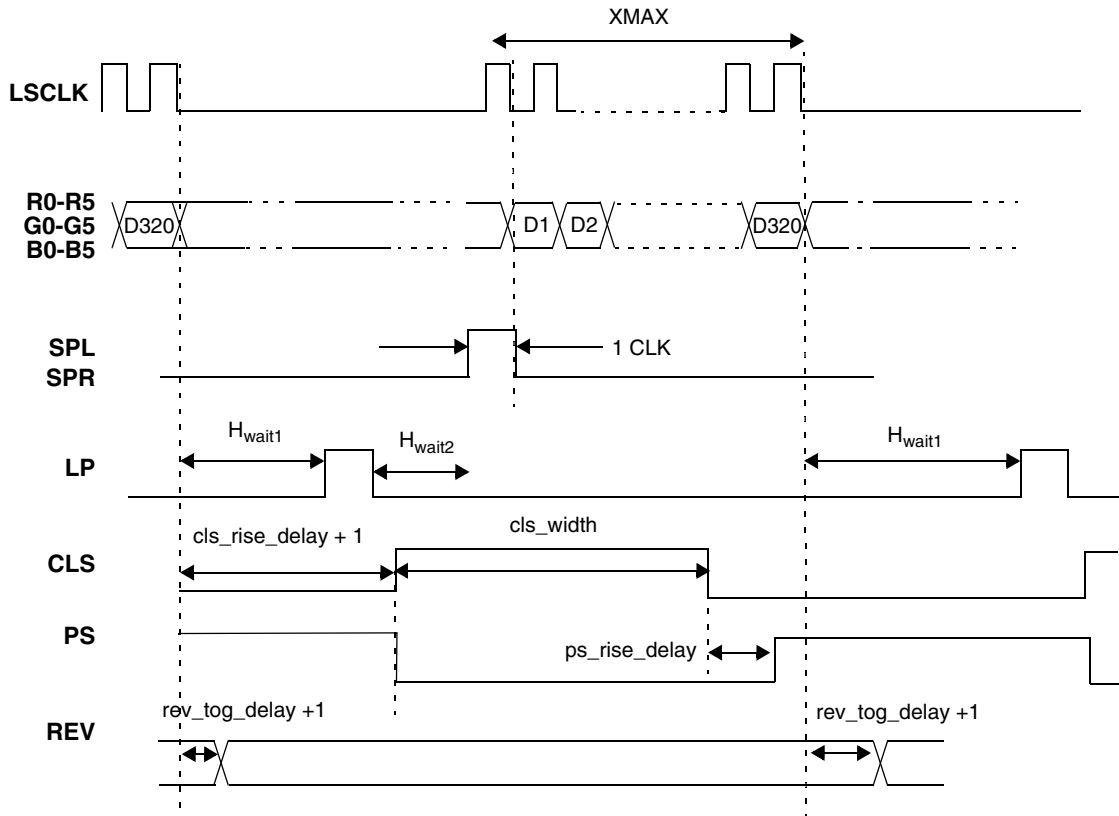 XMAX
LSCLK
R0-R5
G0-G5
B0-B5
D320
D1
D2
D320
SPL
SPR
1 CLK
LP
Hwait1
Hwait2
Hwait1
CLS
cls_rise_delay + 1
cls_width
PS
ps_rise_delay
REV
rev_tog_delay +1
rev_tog_delay +1